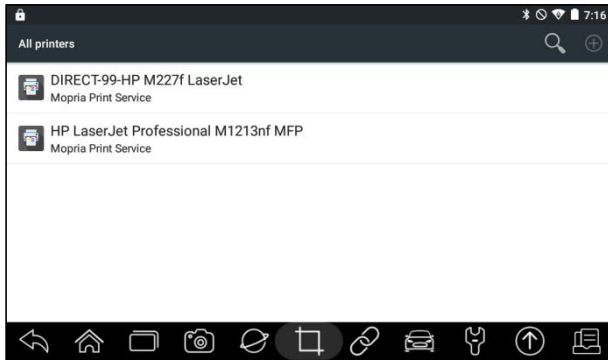 7:16
All printers
DIRECT-99-HP M227f LaserJet
Mopria Print Service
HP LaserJet Professional M1213nf MFP
Mopria Print Service